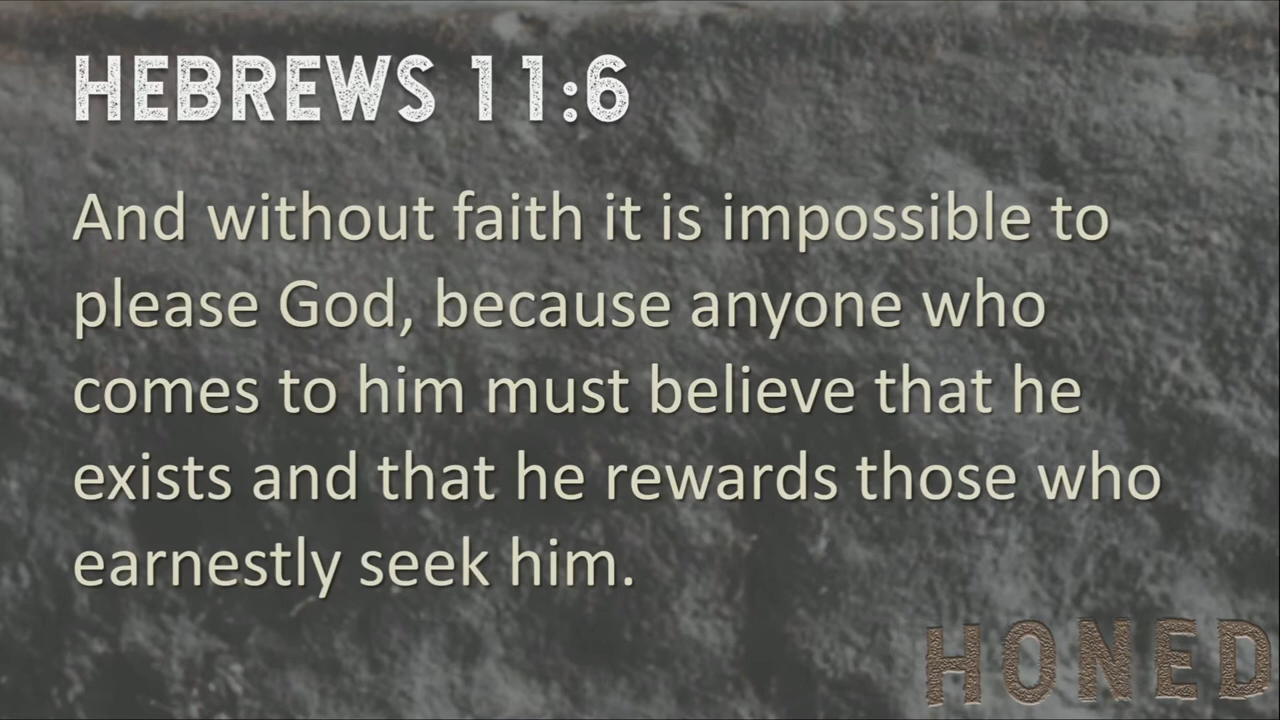 HEBREWS 11:6
And without faith it is impossible to
please God, because anyone who
comes to him must believe that he
exists and that he rewards those who
earnestly seek him.
HONED